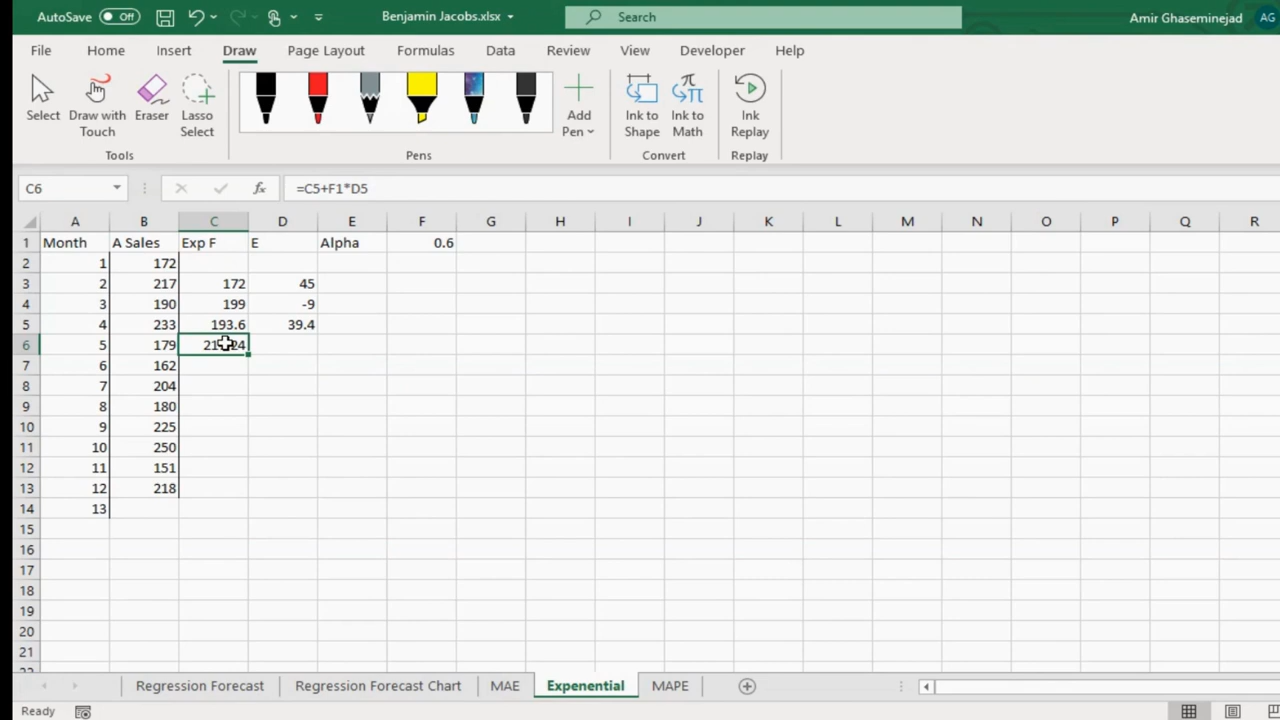 AutoSave Off Benjamin Jacobs.xlsx Search Amir Ghaseminejad AG
File Home Insert Draw Page Layout Formulas Data Review View Developer Help
Select Draw with Touch Eraser Lasso Select Add Pen Ink to Shape Ink to Math Ink Replay
Tools Pens Convert Replay
C6 fx =C5+F1*D5
A B C D E F G H I J K L M N O P Q R
1 Month A Sales Exp F E Alpha 0.6
2 1 172
3 2 217 172 45
4 3 190 199 -9
5 4 233 193.6 39.4
6 5 179
7 6 162
8 7 204
9 8 180
10 9 225
11 10 250
12 11 151
13 12 218
14 13
15
16
17
18
19
20
21
Regression Forecast Regression Forecast Chart MAE Expenential MAPE
Ready